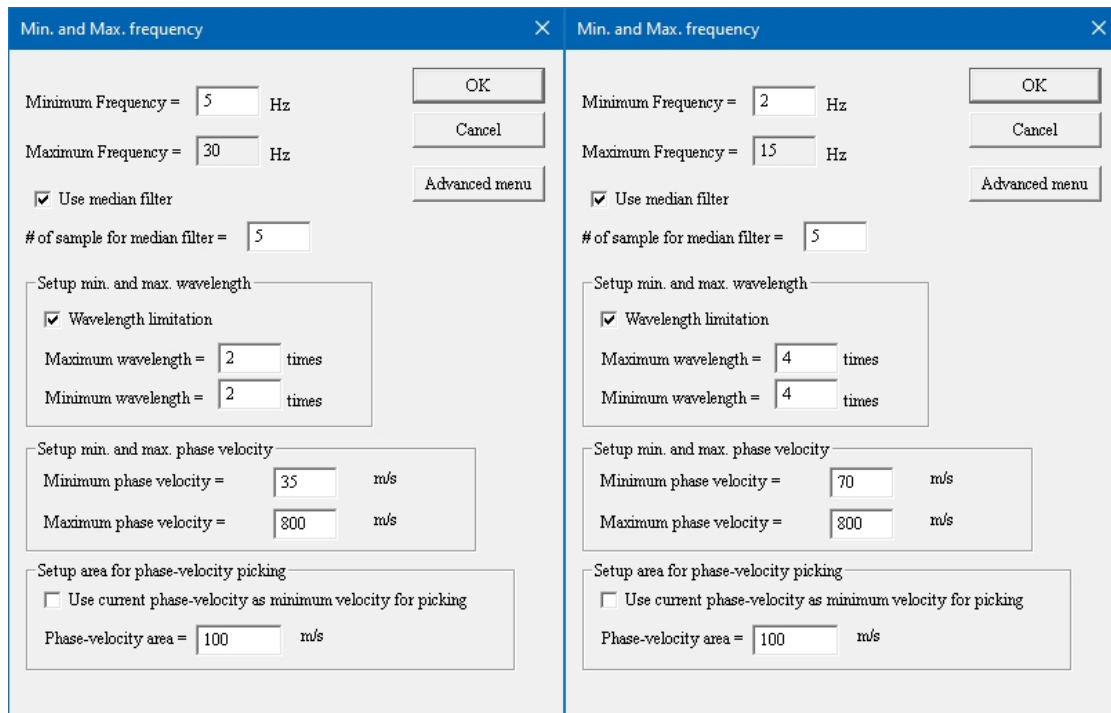 Min. and Max. frequency
OK
Minimum Frequency = 5 Hz
Cancel
Maximum Frequency = 30 Hz
Advanced menu
Use median filter
# of sample for median filter = 5
Setup min. and max. wavelength
Wavelength limitation
Maximum wavelength = 2 times
Minimum wavelength = 2 times
Setup min. and max. phase velocity
Minimum phase velocity = 35 m/s
Maximum phase velocity = 800 m/s
Setup area for phase-velocity picking
Use current phase-velocity as minimum velocity for picking
Phase-velocity area = 100 m/s
Min. and Max. frequency
OK
Minimum Frequency = 2 Hz
Cancel
Maximum Frequency = 15 Hz
Advanced menu
Use median filter
# of sample for median filter = 5
Setup min. and max. wavelength
Wavelength limitation
Maximum wavelength = 4 times
Minimum wavelength = 4 times
Setup min. and max. phase velocity
Minimum phase velocity = 70 m/s
Maximum phase velocity = 800 m/s
Setup area for phase-velocity picking
Use current phase-velocity as minimum velocity for picking
Phase-velocity area = 100 m/s